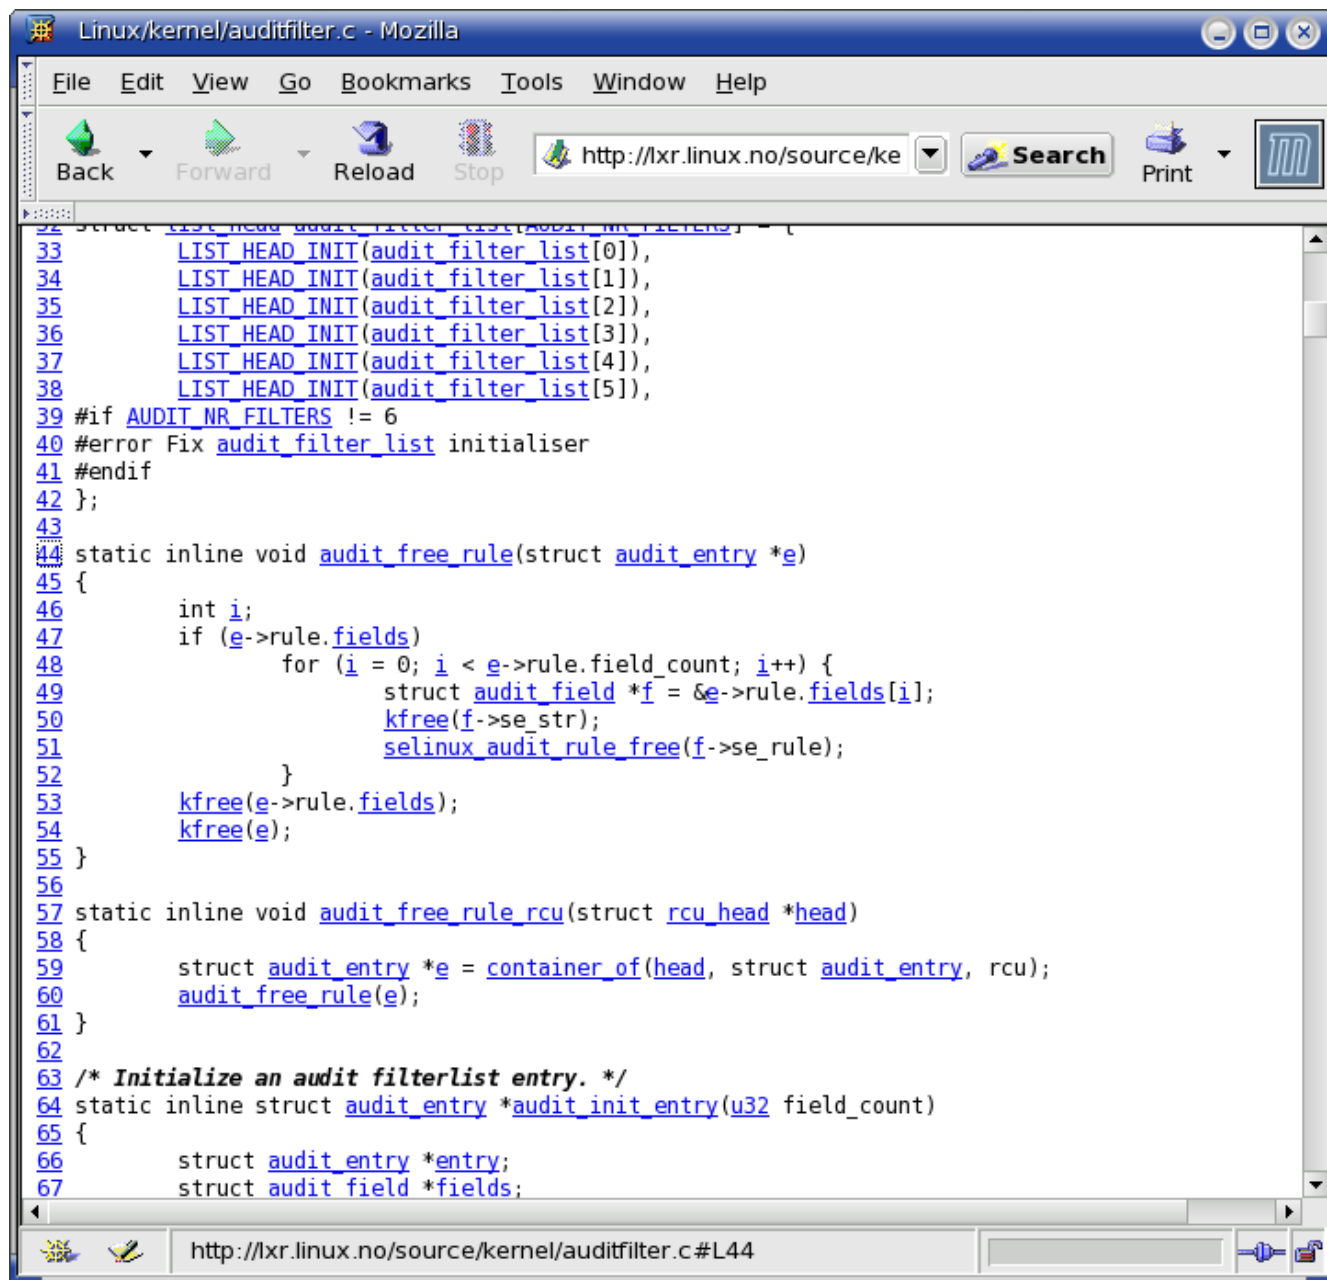 Linux/kernel/auditfilter.c - Mozilla
File Edit View Go Bookmarks Tools Window Help
Back Forward Reload Stop http://lxr.linux.no/source/ke Search Print
32 struct list_head audit_filter_list[AUDIT_NR_FILTERS] = {
33 LIST_HEAD_INIT(audit_filter_list[0]),
34 LIST_HEAD_INIT(audit_filter_list[1]),
35 LIST_HEAD_INIT(audit_filter_list[2]),
36 LIST_HEAD_INIT(audit_filter_list[3]),
37 LIST_HEAD_INIT(audit_filter_list[4]),
38 LIST_HEAD_INIT(audit_filter_list[5]),
39 #if AUDIT_NR_FILTERS != 6
40 #error Fix audit_filter_list initialiser
41 #endif
42 };
43
44 static inline void audit_free_rule(struct audit_entry *e)
45 {
46 int i;
47 if (e->rule.fields)
48 for (i = 0; i < e->rule.field_count; i++) {
49 struct audit_field *f = &e->rule.fields[i];
50 kfree(f->se_str);
51 selinux_audit_rule_free(f->se_rule);
52 }
53 kfree(e->rule.fields);
54 kfree(e);
55 }
56
57 static inline void audit_free_rule_rcu(struct rcu_head *head)
58 {
59 struct audit_entry *e = container_of(head, struct audit_entry, rcu);
60 audit_free_rule(e);
61 }
62
63 /* Initialize an audit filterlist entry. */
64 static inline struct audit_entry *audit_init_entry(u32 field_count)
65 {
66 struct audit_entry *entry;
67 struct audit_field *fields;
http://lxr.linux.no/source/kernel/auditfilter.c#L44